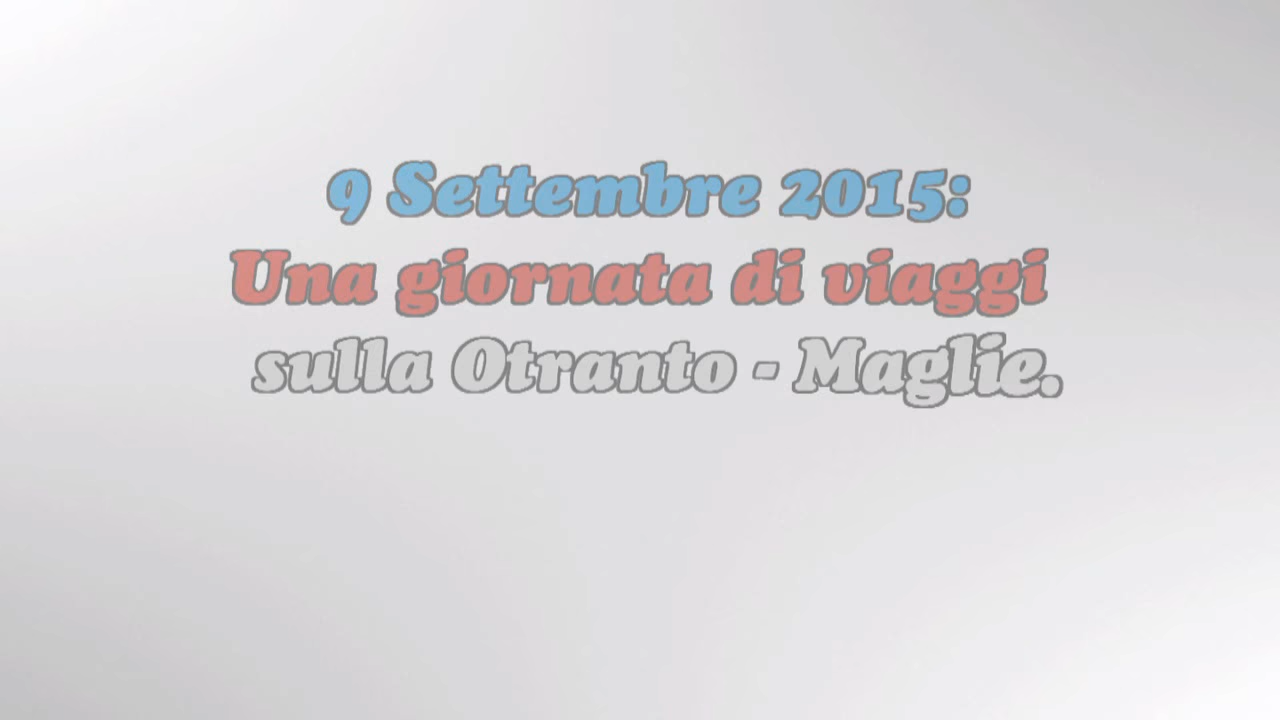 9 Settembre 2015:
Una giornata di viaggi
sulla Otranto - Maglie.